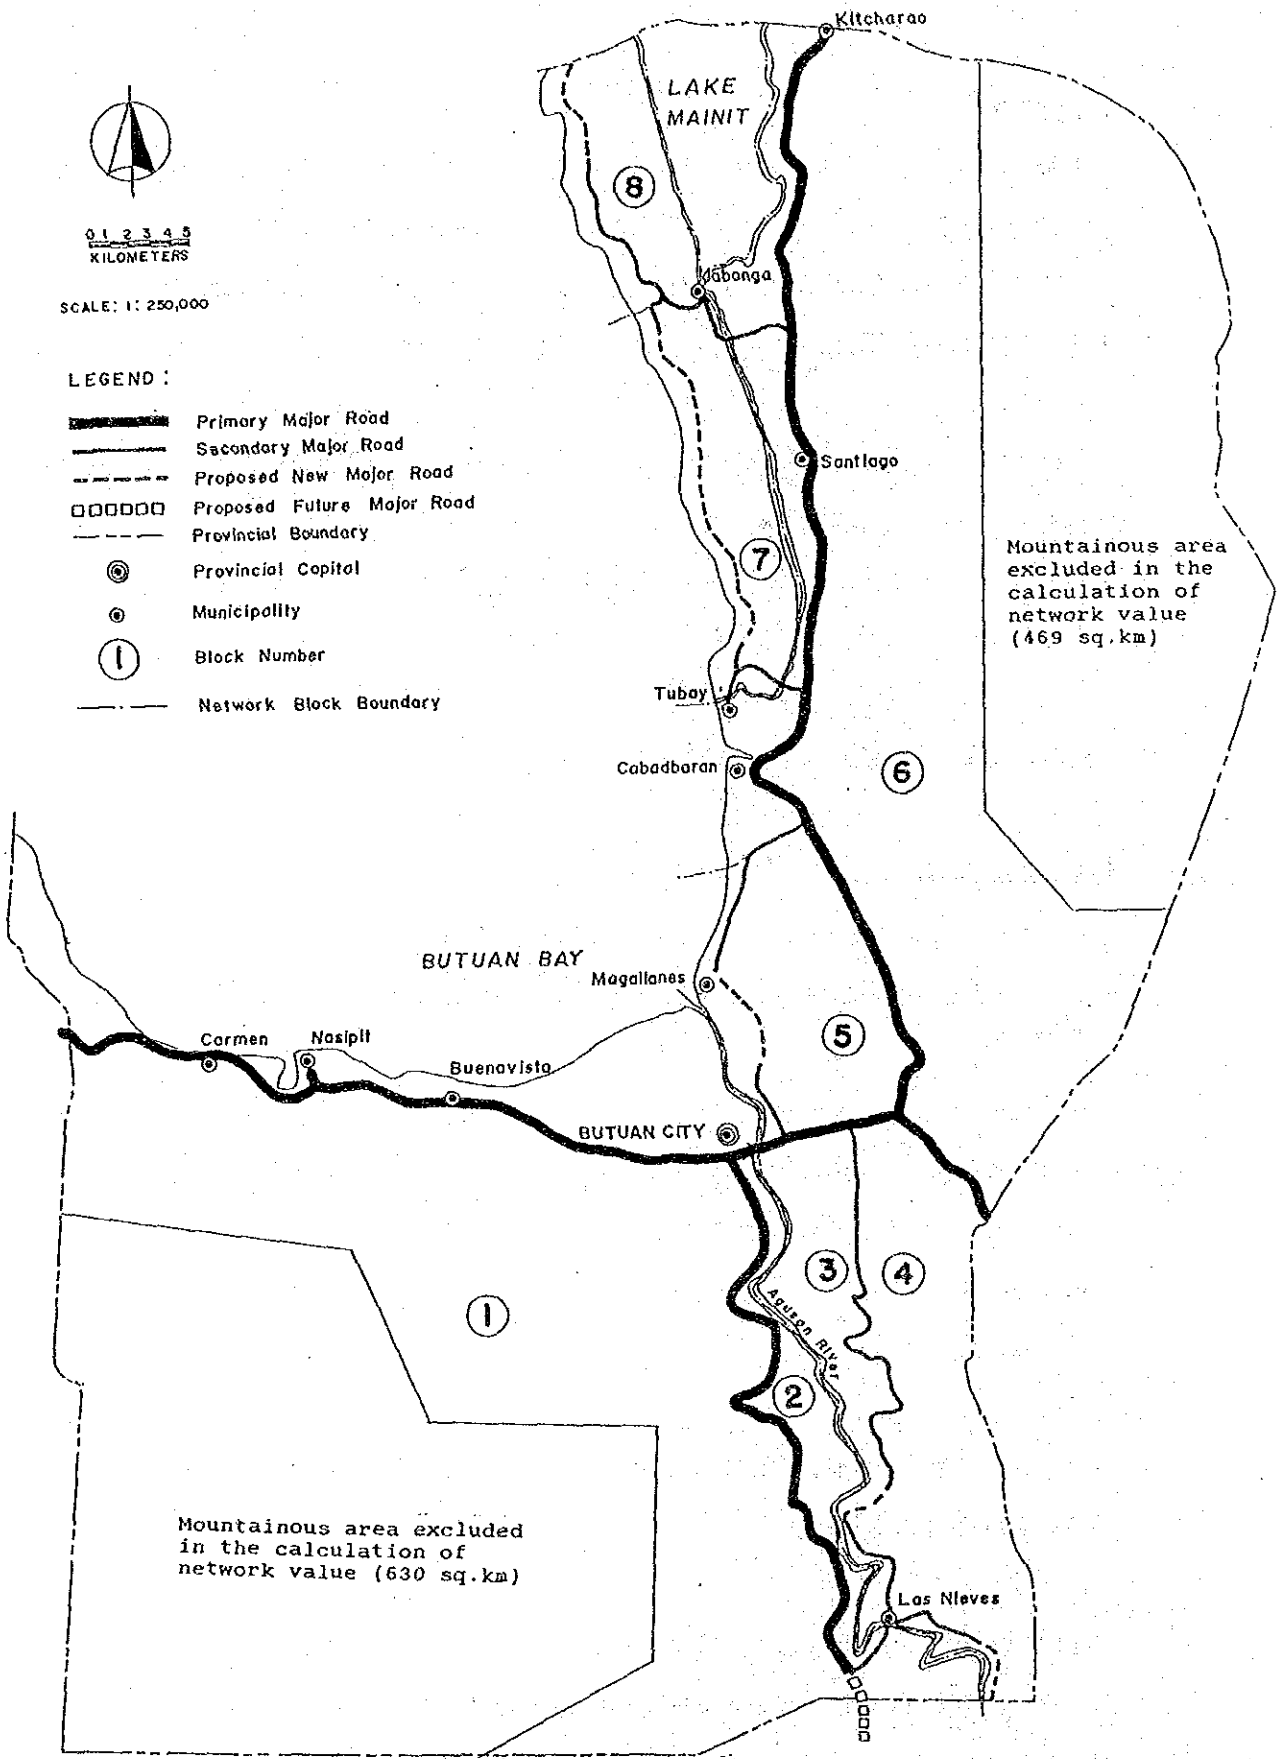 Kitcharao
LAKE
MAINIT
8
0 1 2 3 4 5
KILOMETERS
Jabonga
SCALE: 1: 250,000
LEGEND :
Primary Major Road
Secondary Major Road
Proposed New Major Road
Proposed Future Major Road
Provincial Boundary
Provincial Capital
Municipality
1
Block Number
Network Block Boundary
Santiago
7
Mountainous area
excluded in the
calculation of
network value
(469 sq.km)
Tubay
Cabadbaran
6
BUTUAN BAY
Magallanes
5
Carmen
Nasipit
Buenavista
BUTUAN CITY
3
4
1
Agusan River
2
Mountainous area excluded
in the calculation of
network value (630 sq.km)
Las Nieves